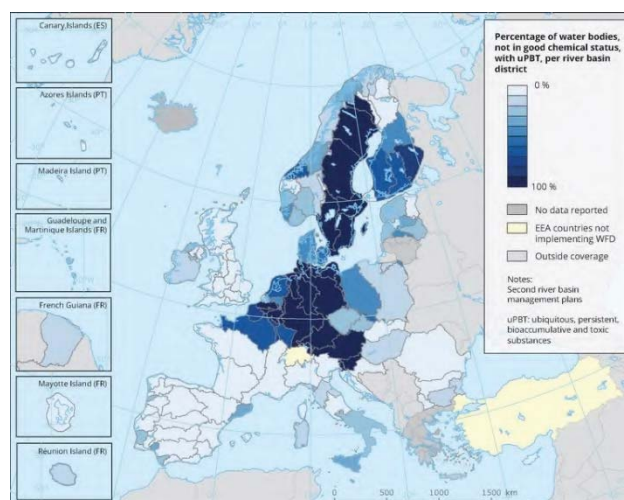 Canary Islands (ES)
Azores Islands (PT)
Madeira Island (PT)
Guadeloupe and
Martinique Islands (FR)
French Guiana (FR)
Mayotte Island (FR)
Réunion Island (FR)
Percentage of water bodies,
not in good chemical status,
with uPBT, per river basin
district
0 %
100 %
No data reported
EEA countries not
implementing WFD
Outside coverage
Notes:
Second river basin
management plans
uPBT: ubiquitous, persistent,
bioaccumulative and toxic
substances
0 500 1000 1500 km